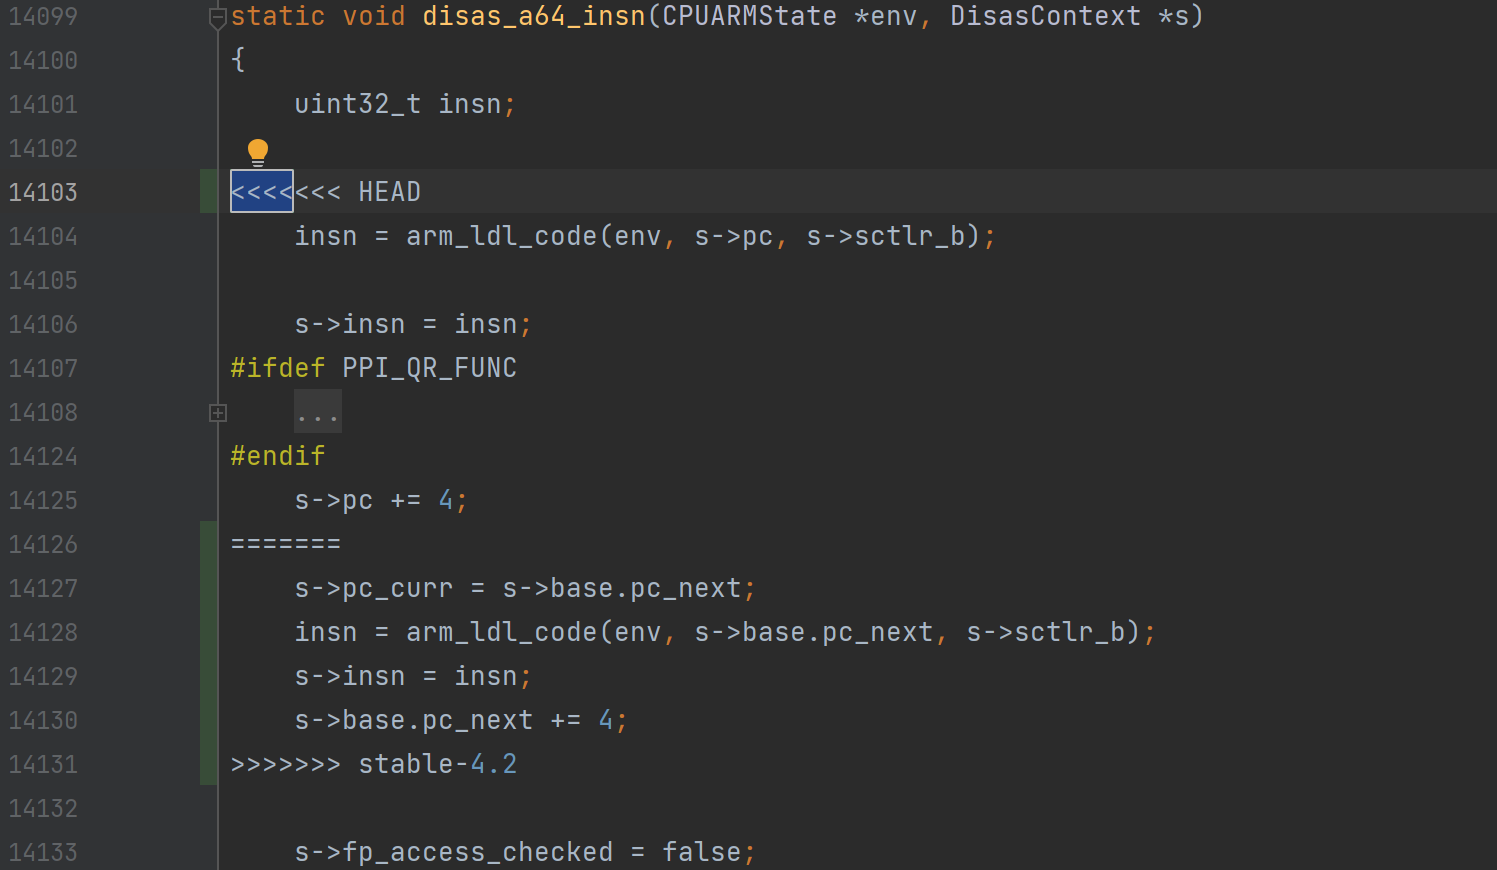 14099 static void disas_a64_insn(CPUARMState *env, DisasContext *s)
14100 {
14101     uint32_t insn;
14102
14103 <<<<<<< HEAD
14104     insn = arm_ldl_code(env, s->pc, s->sctlr_b);
14105
14106     s->insn = insn;
14107 #ifdef PPI_QR_FUNC
14108     ...
14124 #endif
14125     s->pc += 4;
14126 =======
14127     s->pc_curr = s->base.pc_next;
14128     insn = arm_ldl_code(env, s->base.pc_next, s->sctlr_b);
14129     s->insn = insn;
14130     s->base.pc_next += 4;
14131 >>>>>>> stable-4.2
14132
14133     s->fp_access_checked = false;